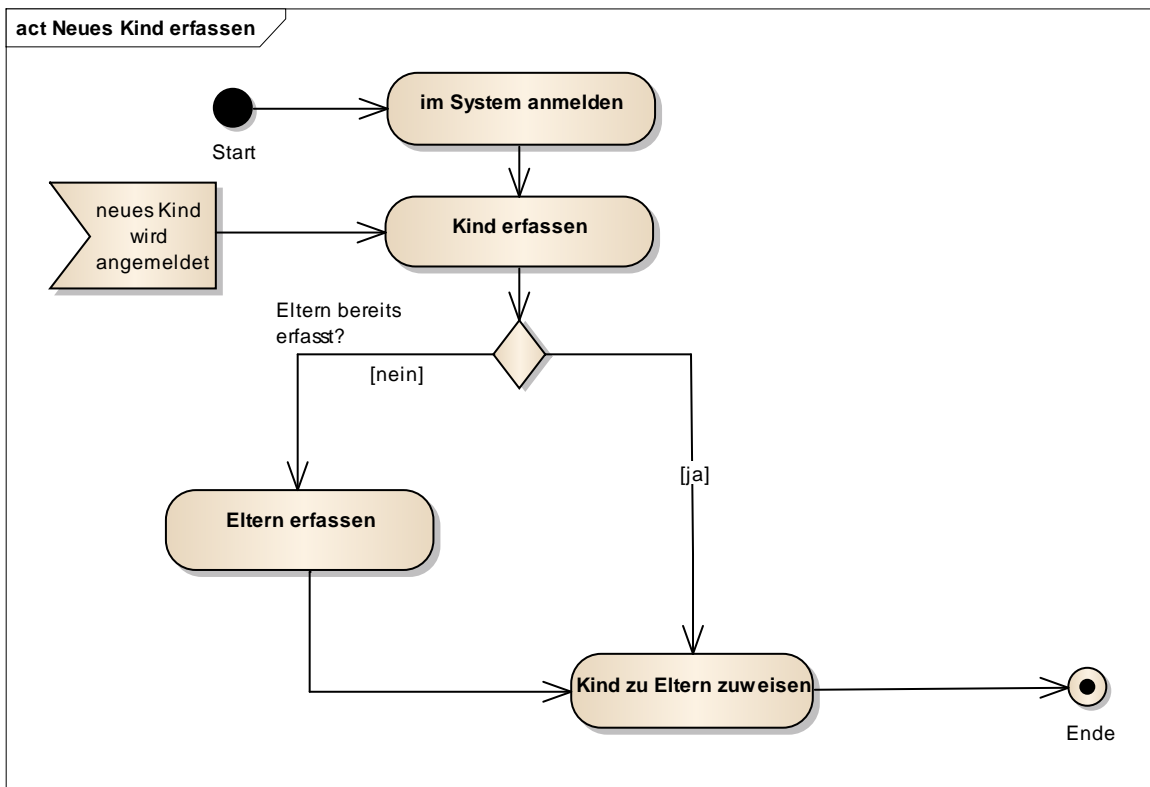 act Neues Kind erfassen
im System anmelden
Start
neues Kind
wird
angemeldet
Kind erfassen
Eltern bereits
erfasst?
[nein]
[ja]
Eltern erfassen
Kind zu Eltern zuweisen
Ende